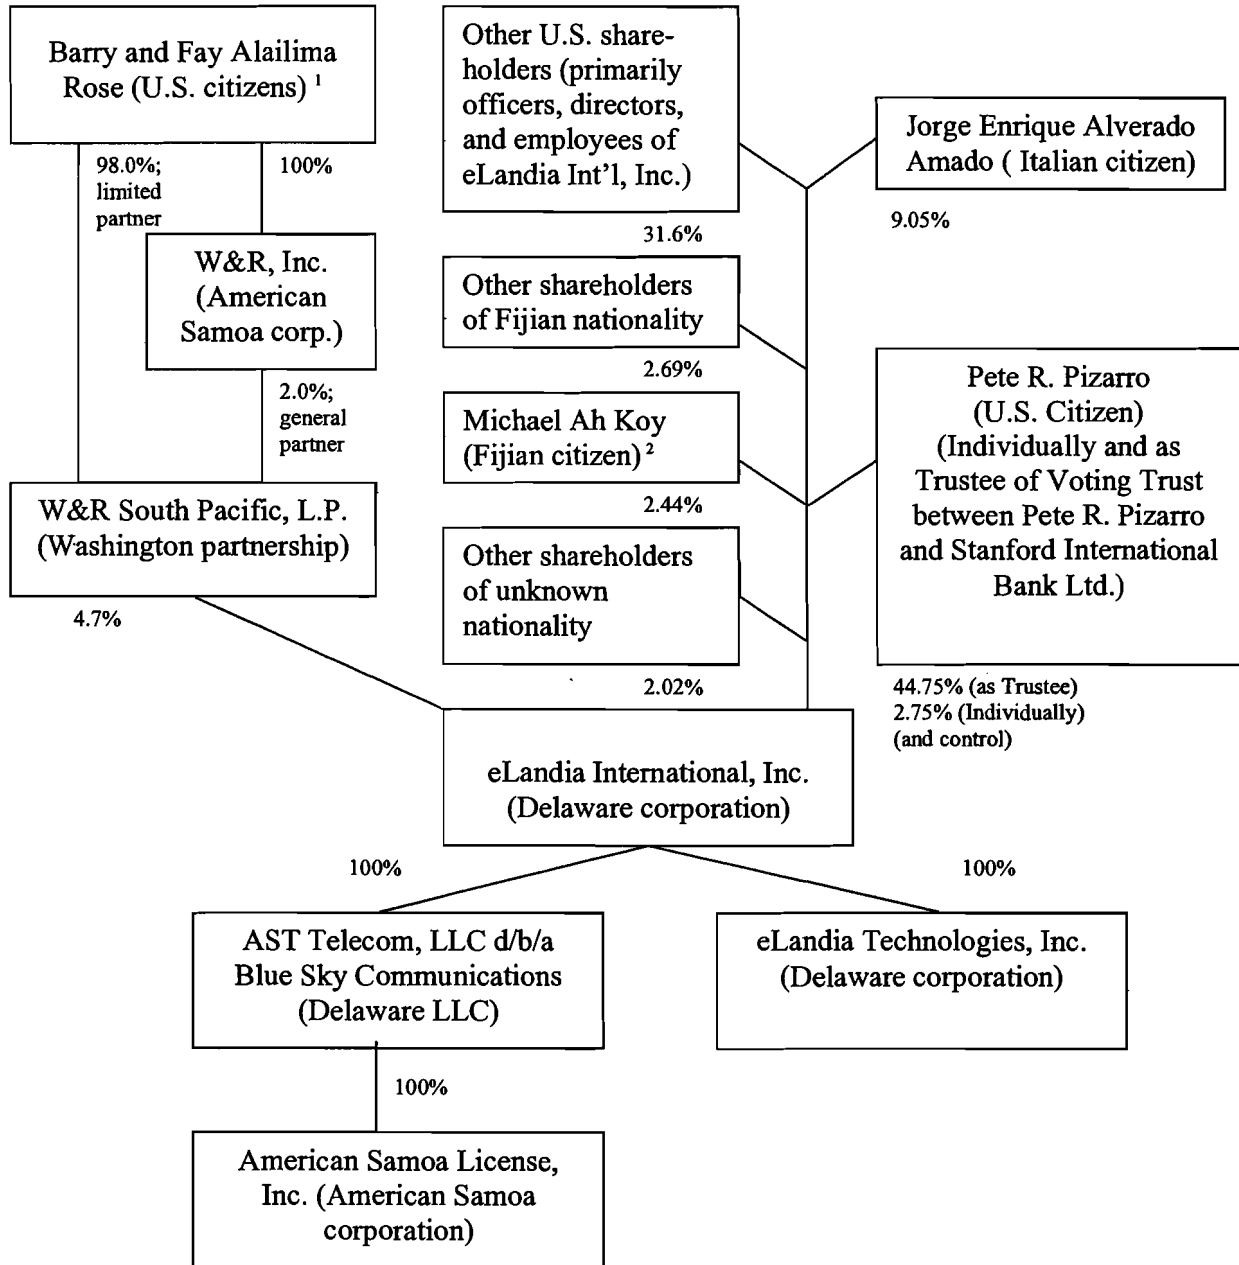 Barry and Fay Alailima
Rose (U.S. citizens) 1
98.0%;
limited
partner
100%
W&R, Inc.
(American
Samoa corp.)
2.0%;
general
partner
W&R South Pacific, L.P.
(Washington partnership)
4.7%
Other U.S. share-
holders (primarily
officers, directors,
and employees of
eLandia Int'l, Inc.)
31.6%
Other shareholders
of Fijian nationality
2.69%
Michael Ah Koy
(Fijian citizen) 2
2.44%
Other shareholders
of unknown
nationality
2.02%
Jorge Enrique Alverado
Amado ( Italian citizen)
9.05%
Pete R. Pizarro
(U.S. Citizen)
(Individually and as
Trustee of Voting Trust
between Pete R. Pizarro
and Stanford International
Bank Ltd.)
44.75% (as Trustee)
2.75% (Individually)
(and control)
eLandia International, Inc.
(Delaware corporation)
100%
100%
AST Telecom, LLC d/b/a
Blue Sky Communications
(Delaware LLC)
eLandia Technologies, Inc.
(Delaware corporation)
100%
American Samoa License,
Inc. (American Samoa
corporation)